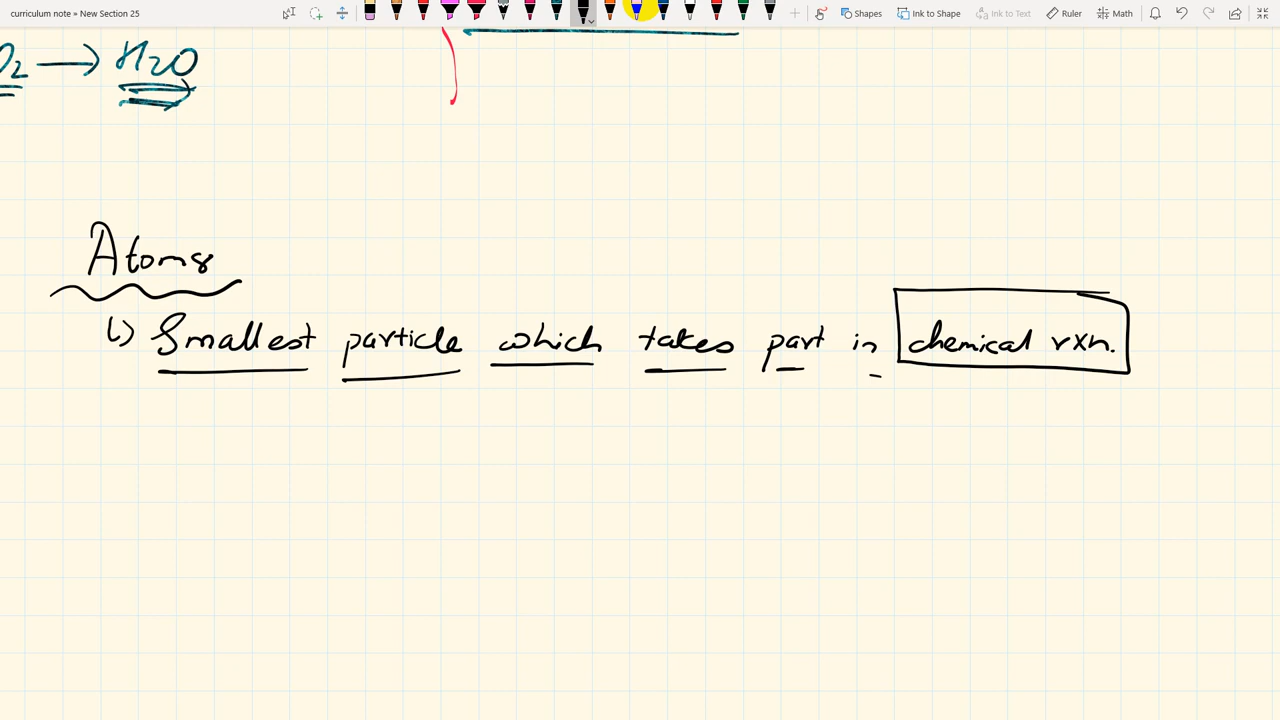 curriculum note » New Section 25
Shapes
Ink to Shape
Ink to Text
Ruler
Math
O₂ → H₂O
Atoms
Smallest particle which takes part in chemical rxn.